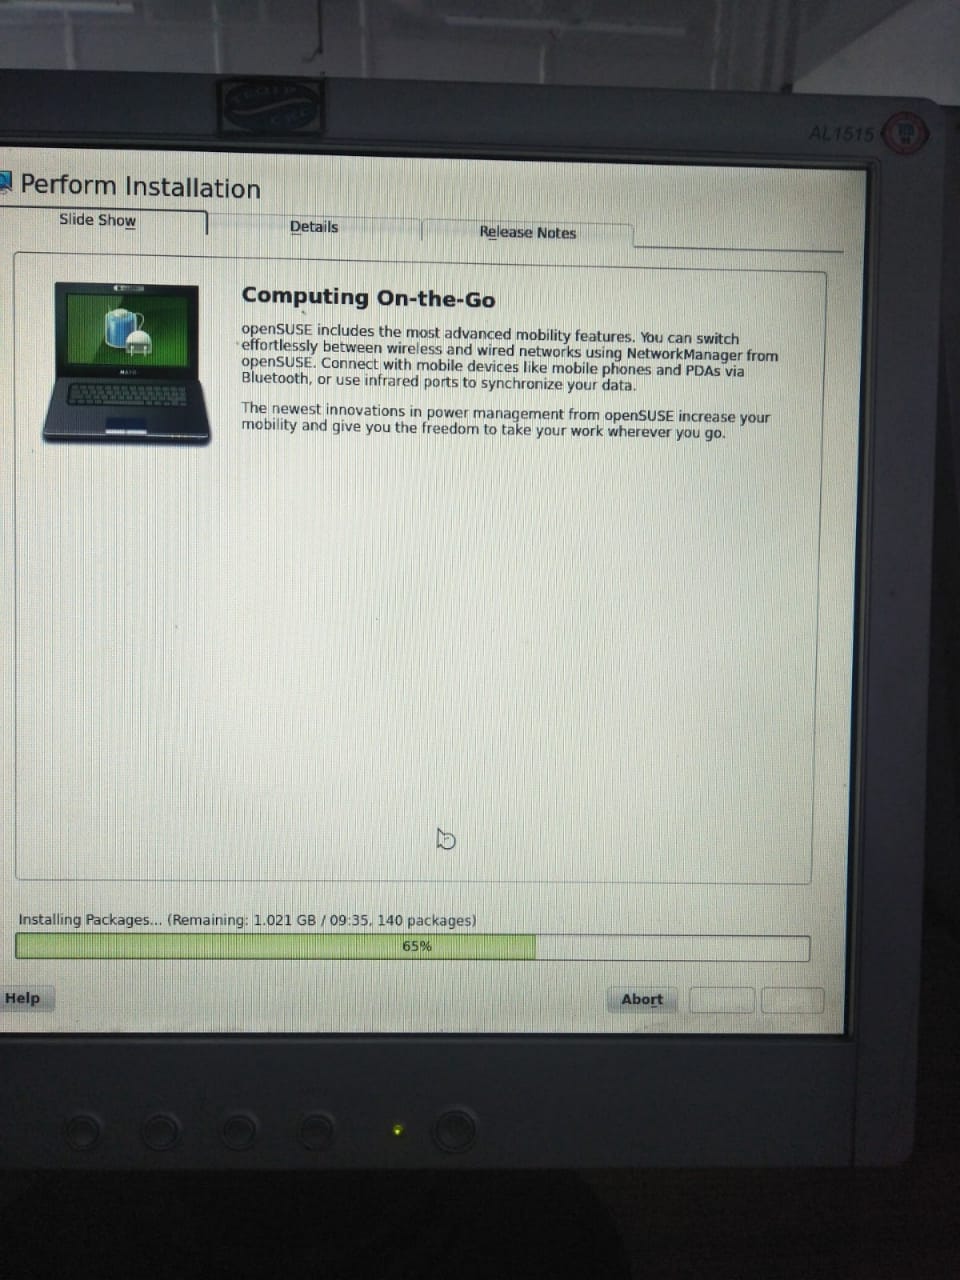 AL1515
Perform Installation
Slide Show
Details
Release Notes
Computing On-the-Go
openSUSE includes the most advanced mobility features. You can switch
effortlessly between wireless and wired networks using NetworkManager from
openSUSE. Connect with mobile devices like mobile phones and PDAs via
Bluetooth, or use infrared ports to synchronize your data.
The newest innovations in power management from openSUSE increase your
mobility and give you the freedom to take your work wherever you go.
Installing Packages... (Remaining: 1.021 GB / 09:35, 140 packages)
65%
Help
Abort